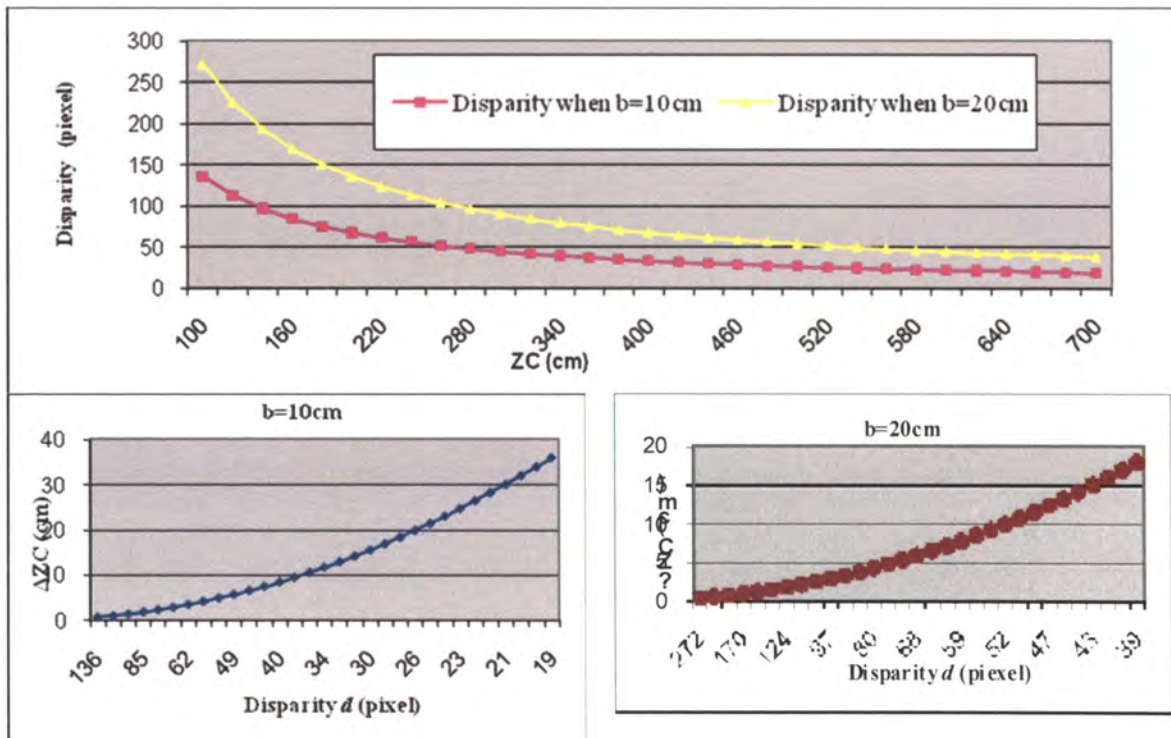 300
250
200
150
100
50
0
Disparity (piexel)
Disparity when b=10cm
Disparity when b=20cm
100 160 220 280 340 400 460 520 580 640 700
ZC (cm)
b=10cm
40
30
20
10
0
ΔZC (cm)
136 85 62 49 40 34 30 26 23 21 19
Disparity d (pixel)
b=20cm
20
15
10
5
0
272 170 124 68 59 52 47 43 39
Disparity d (piexel)